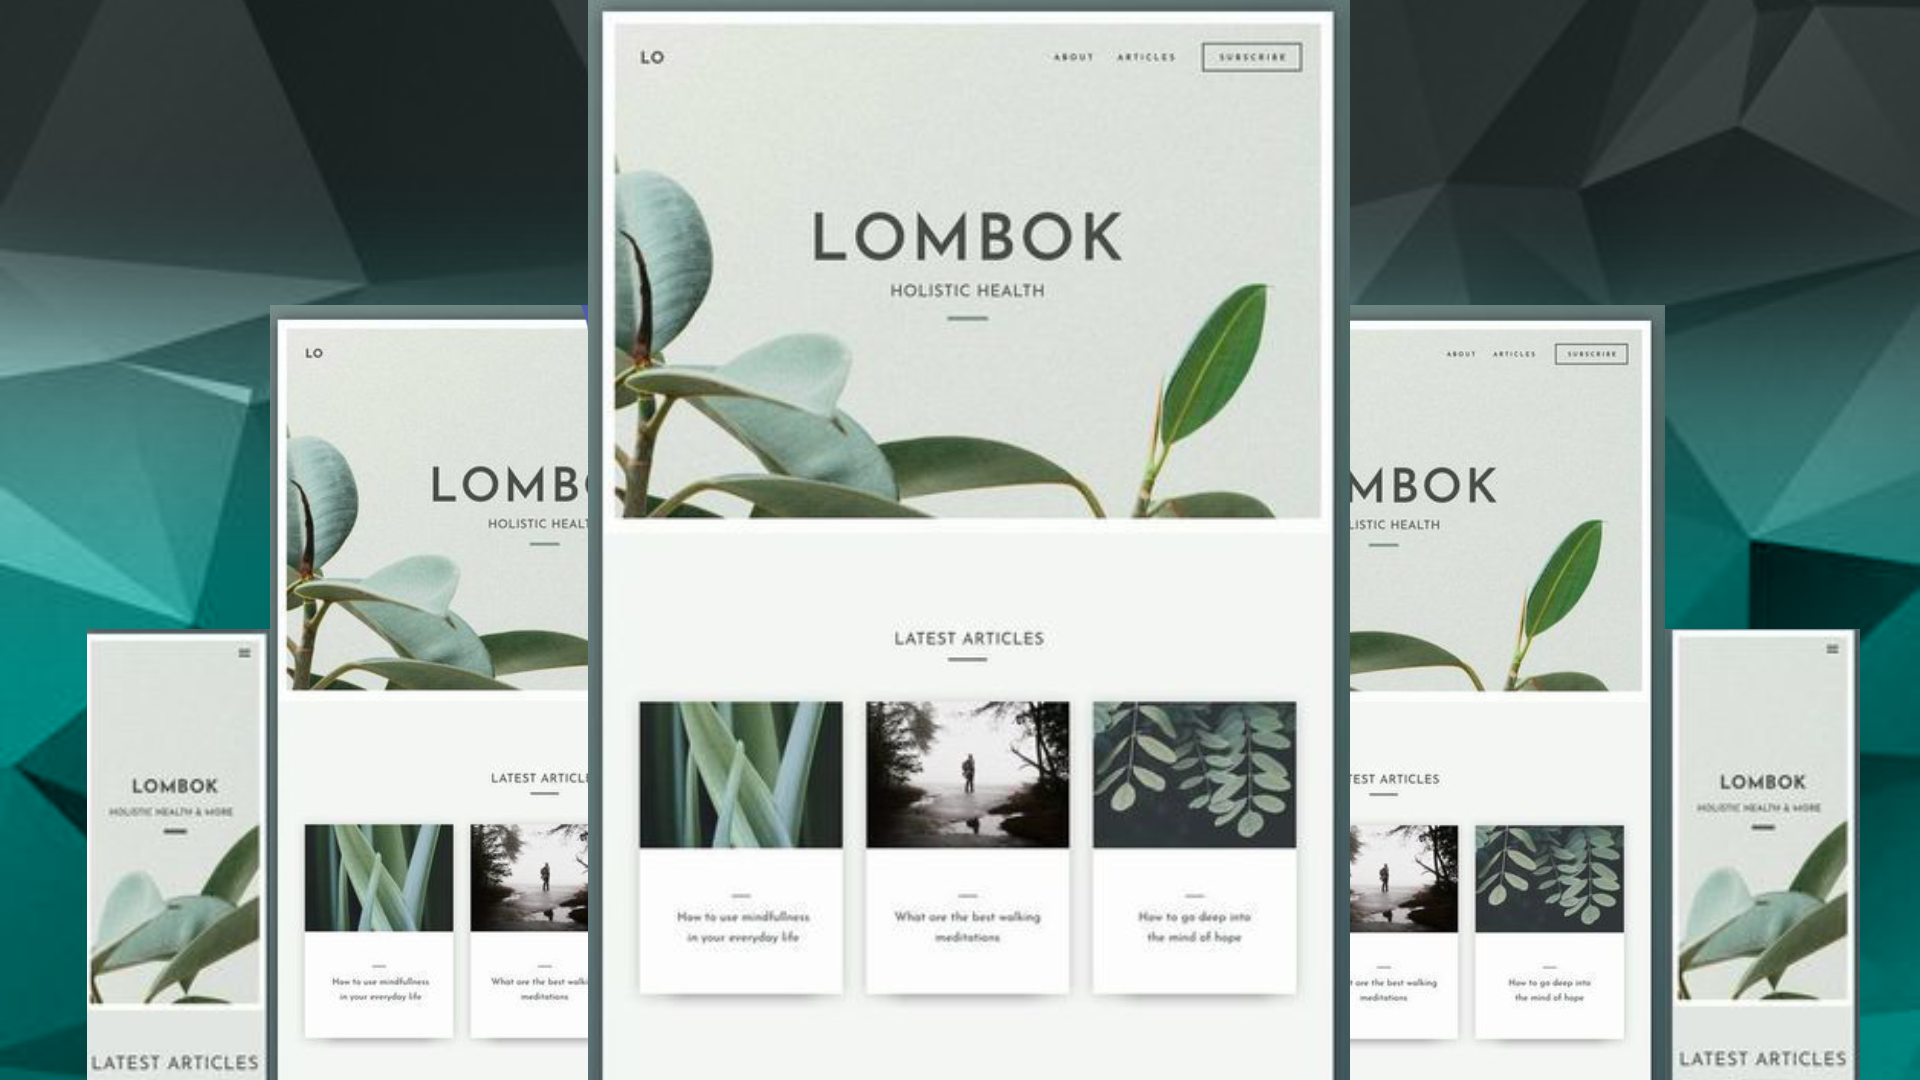 LO
ABOUT ARTICLES SUBSCRIBE
LOMBOK
HOLISTIC HEALTH
LATEST ARTICLES
How to use mindfullness
in your everyday life
What are the best walking
meditations
How to go deep into
the mind of hope
LO
LOMBO
HOLISTIC HEALT
LATEST ARTICL
How to use mindfullness
in your everyday life
What are the best walki
meditations
ABOUT ARTICLES SUBSCRIBE
MBOK
LISTIC HEALTH
TEST ARTICLES
t are the best walking
meditations
How to go deep into
the mind of hope
LOMBOK
HOLISTIC HEALTH & MORE
LATEST ARTICLES
LOMBOK
HOLISTIC HEALTH & MORE
LATEST ARTICLES